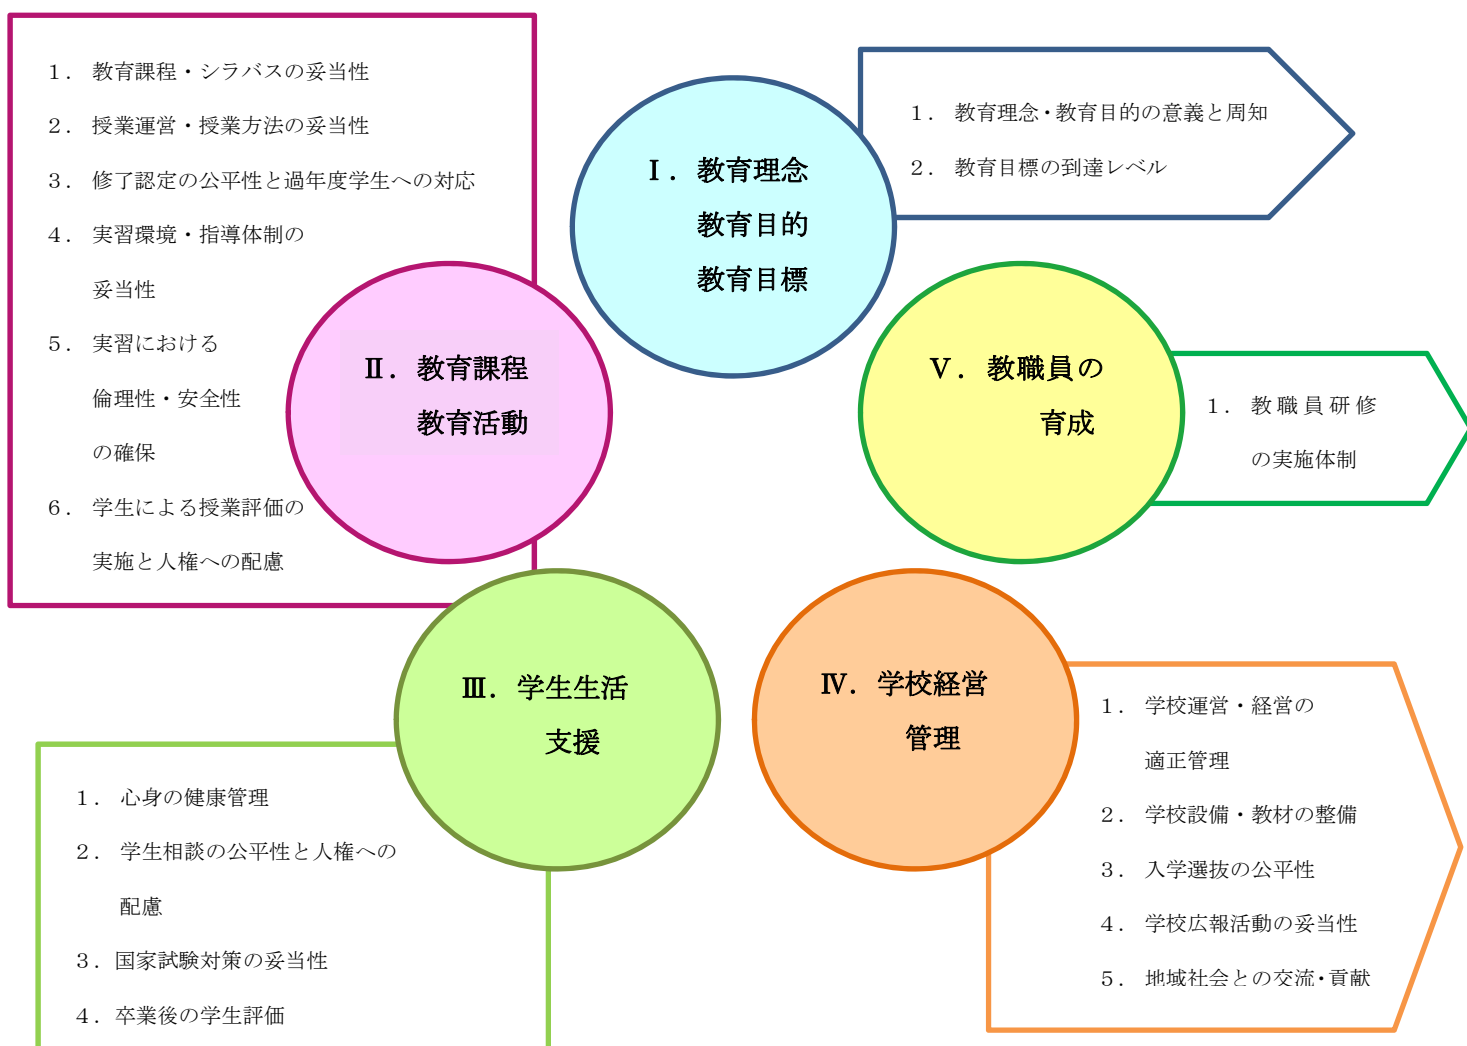 Ⅰ．教育理念
教育目的
教育目標
１．教育理念・教育目的の意義と周知
２．教育目標の到達レベル
Ⅱ．教育課程
教育活動
１．教育課程・シラバスの妥当性
２．授業運営・授業方法の妥当性
３．修了認定の公平性と過年度学生への対応
４．実習環境・指導体制の
妥当性
５．実習における
倫理性・安全性
の確保
６．学生による授業評価の
実施と人権への配慮
Ⅲ．学生生活
支援
１．心身の健康管理
２．学生相談の公平性と人権への
配慮
３．国家試験対策の妥当性
４．卒業後の学生評価
Ⅳ．学校経営
管理
１．学校運営・経営の
適正管理
２．学校設備・教材の整備
３．入学選抜の公平性
４．学校広報活動の妥当性
５．地域社会との交流・貢献
Ⅴ．教職員の
育成
１．教職員研修
の実施体制